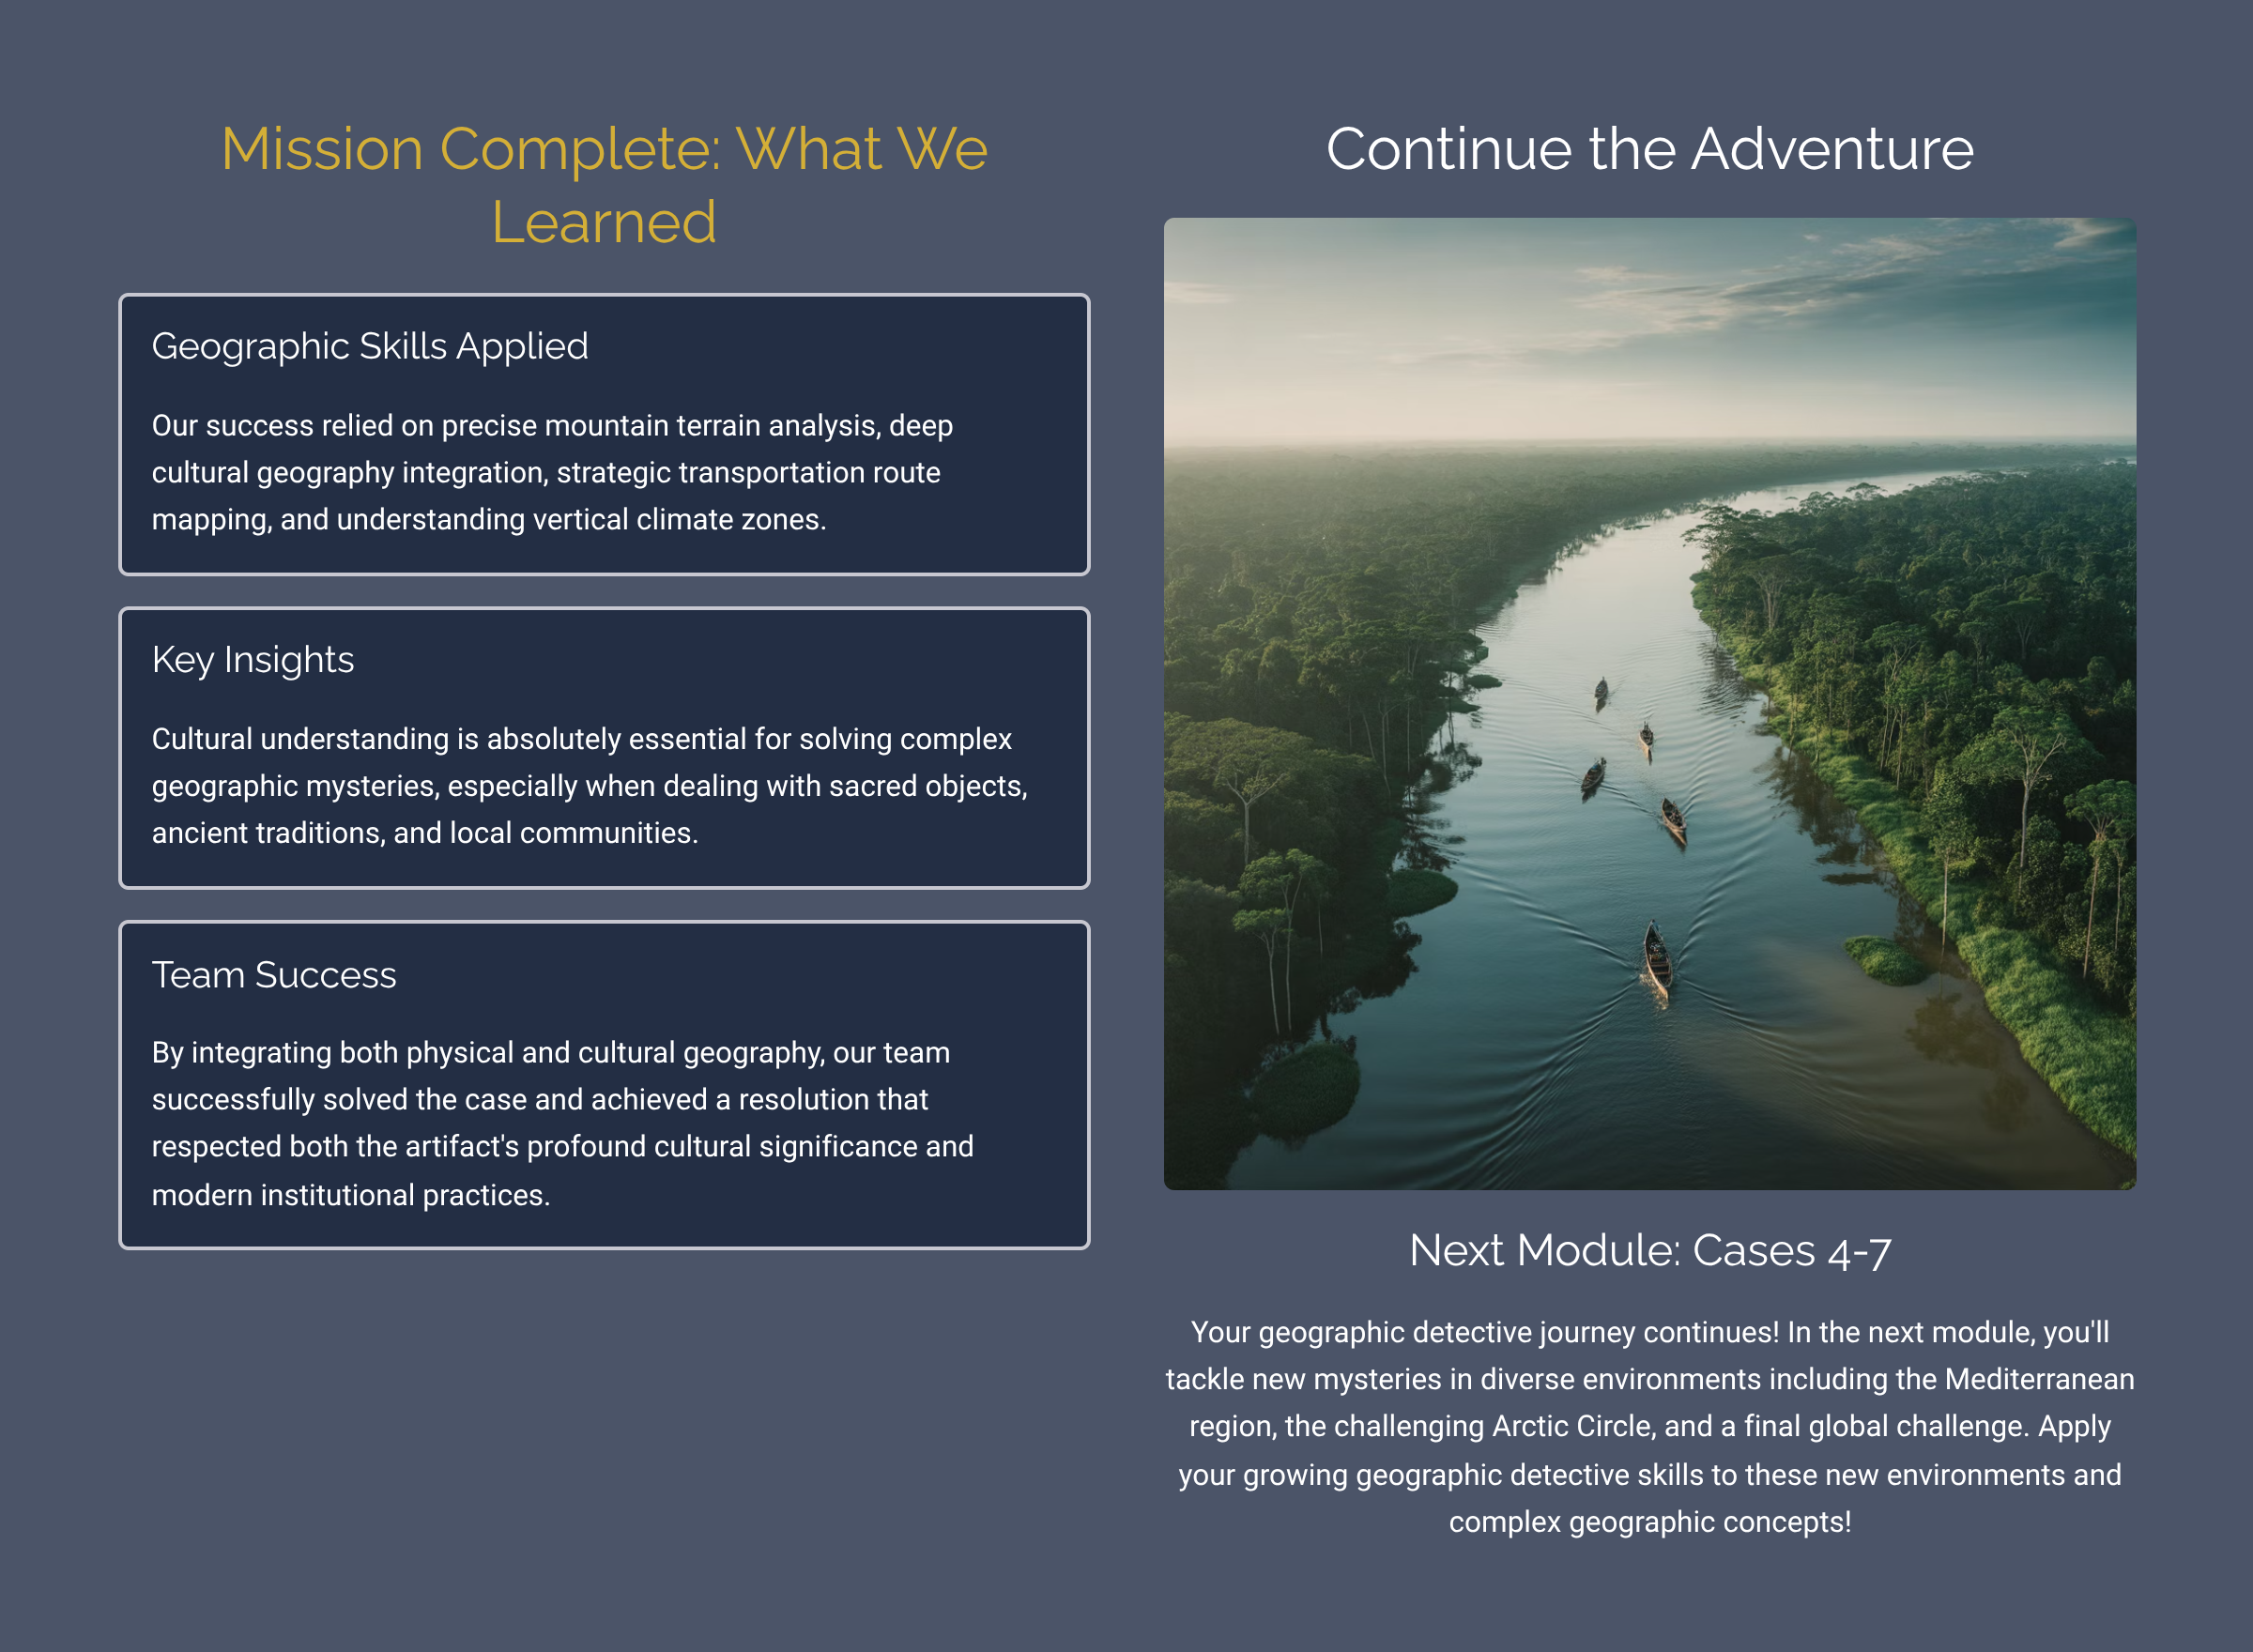 Mission Complete: What We
Learned
Geographic Skills Applied
Our success relied on precise mountain terrain analysis, deep
cultural geography integration, strategic transportation route
mapping, and understanding vertical climate zones.
Key Insights
Cultural understanding is absolutely essential for solving complex
geographic mysteries, especially when dealing with sacred objects,
ancient traditions, and local communities.
Team Success
By integrating both physical and cultural geography, our team
successfully solved the case and achieved a resolution that
respected both the artifact's profound cultural significance and
modern institutional practices.
Continue the Adventure
Next Module: Cases 4-7
Your geographic detective journey continues! In the next module, you'll
tackle new mysteries in diverse environments including the Mediterranean
region, the challenging Arctic Circle, and a final global challenge. Apply
your growing geographic detective skills to these new environments and
complex geographic concepts!